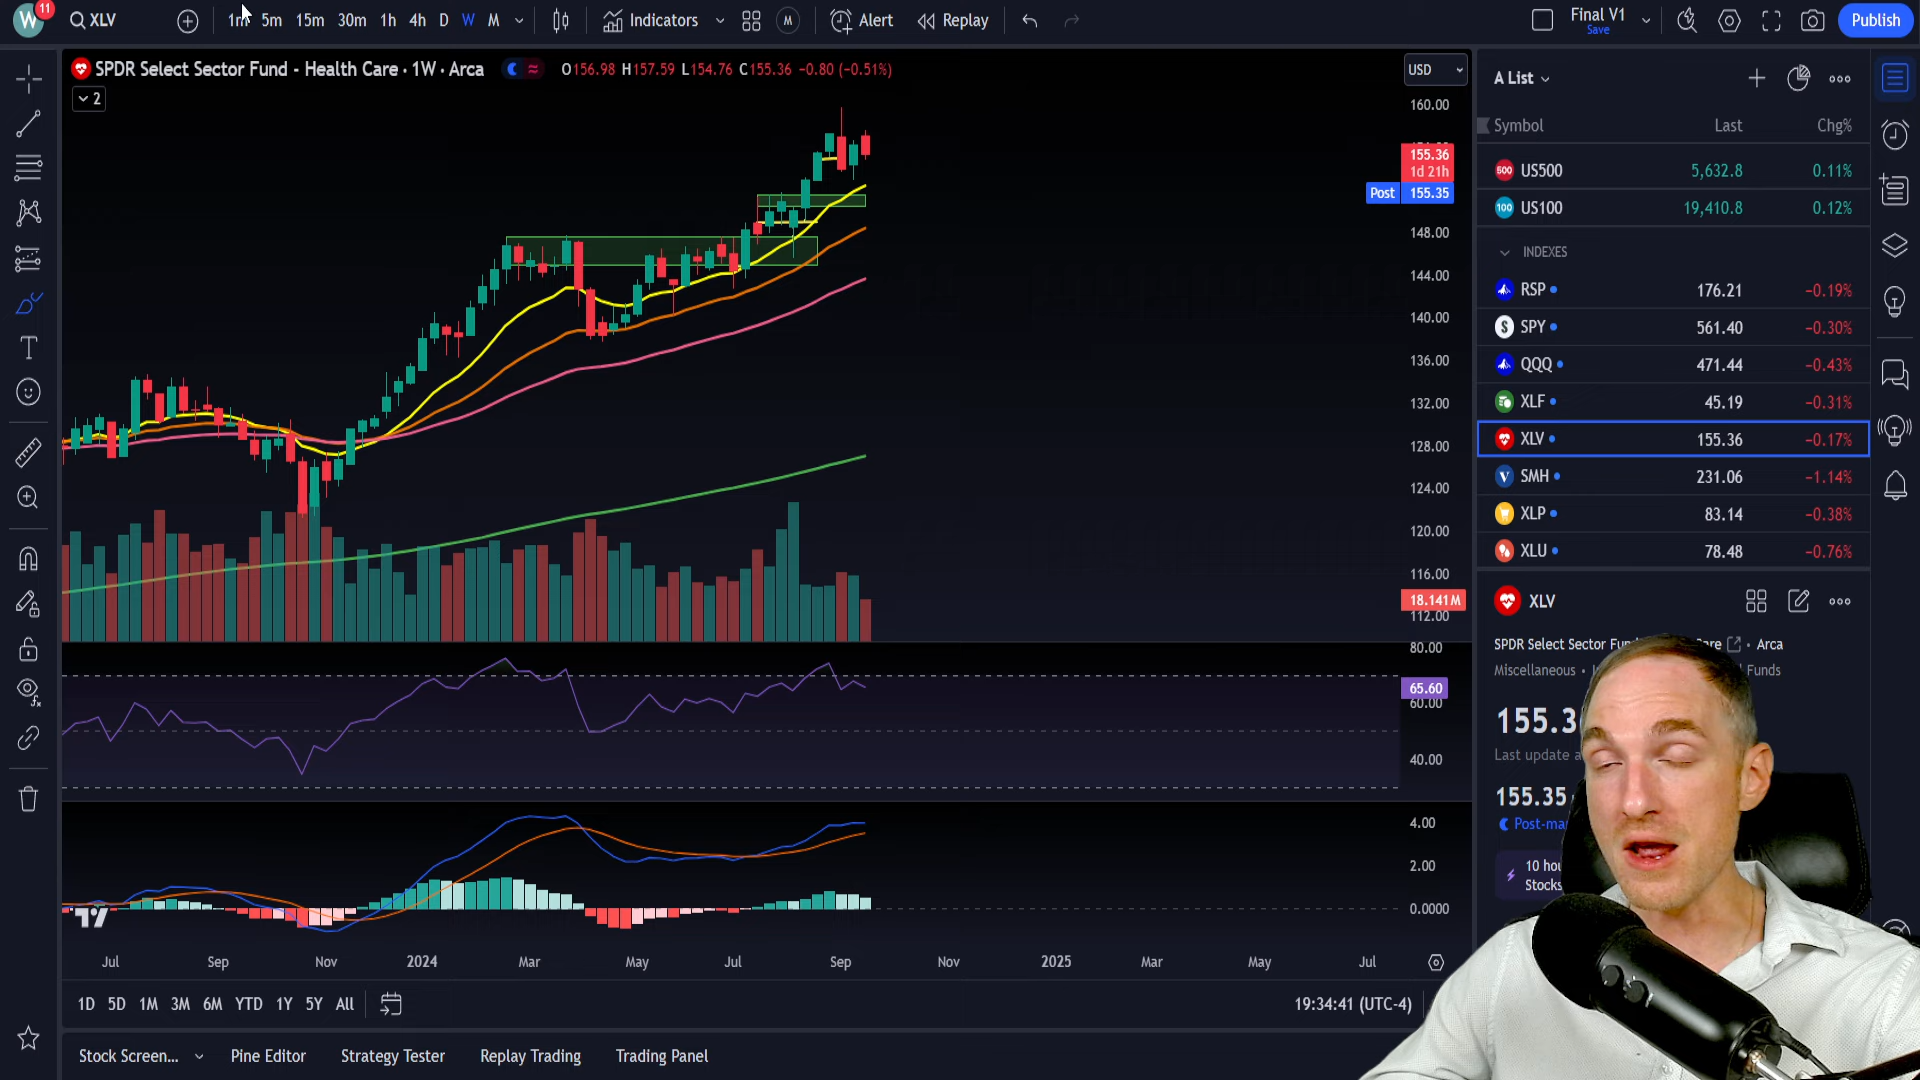 W 11 XLV 1m 5m 15m 30m 1h 4h D W M Indicators M Alert Replay Final V1 Save Publish
SPDR Select Sector Fund - Health Care · 1W · Arca O156.98 H157.59 L154.76 C155.36 −0.80 (−0.51%) USD
2
160.00
155.36
1d 21h
Post 155.35
148.00
144.00
140.00
136.00
132.00
128.00
124.00
120.00
116.00
18.141M
112.00
80.00
65.60
60.00
40.00
4.00
2.00
0.0000
Jul Sep Nov 2024 Mar May Jul Sep Nov 2025 Mar May Jul
1D 5D 1M 3M 6M YTD 1Y 5Y All 19:34:41 (UTC-4)
Stock Screen... Pine Editor Strategy Tester Replay Trading Trading Panel
A List
Symbol Last Chg%
500 US500 5,632.8 0.11%
100 US100 19,410.8 0.12%
INDEXES
RSP 176.21 −0.19%
SPY 561.40 −0.30%
QQQ 471.44 −0.43%
XLF 45.19 −0.31%
XLV 155.36 −0.17%
SMH 231.06 −1.14%
XLP 83.14 −0.38%
XLU 78.48 −0.76%
XLV
SPDR Select Sector Arca
Miscellaneous Funds
Last update
155.35
10
Stocks